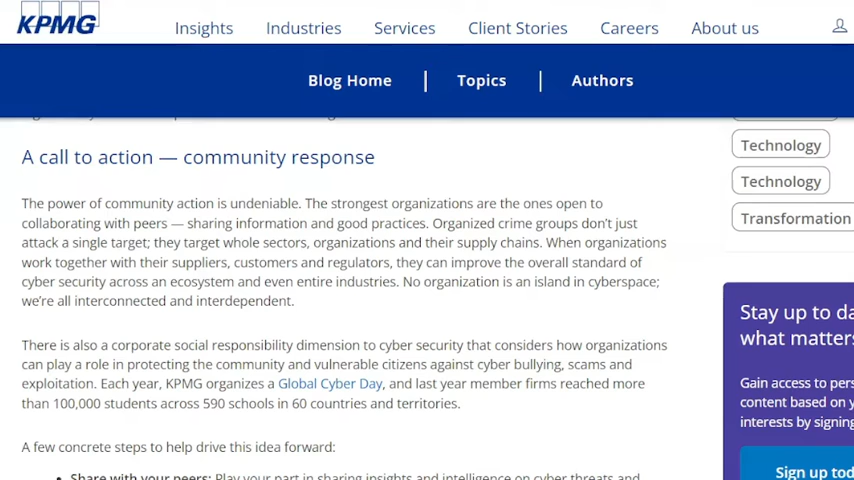 KPMG
Insights Industries Services Client Stories Careers About us
Blog Home | Topics | Authors
A call to action — community response
The power of community action is undeniable. The strongest organizations are the ones open to
collaborating with peers — sharing information and good practices. Organized crime groups don't just
attack a single target; they target whole sectors, organizations and their supply chains. When organizations
work together with their suppliers, customers and regulators, they can improve the overall standard of
cyber security across an ecosystem and even entire industries. No organization is an island in cyberspace;
we're all interconnected and interdependent.
There is also a corporate social responsibility dimension to cyber security that considers how organizations
can play a role in protecting the community and vulnerable citizens against cyber bullying, scams and
exploitation. Each year, KPMG organizes a Global Cyber Day, and last year member firms reached more
than 100,000 students across 590 schools in 60 countries and territories.
A few concrete steps to help drive this idea forward:
• Share with your peers: Play your part in sharing insights and intelligence on cyber threats and
Technology
Technology
Transformation
Stay up to da
what matters
Gain access to pers
content based on y
interests by signing
Sign up tod